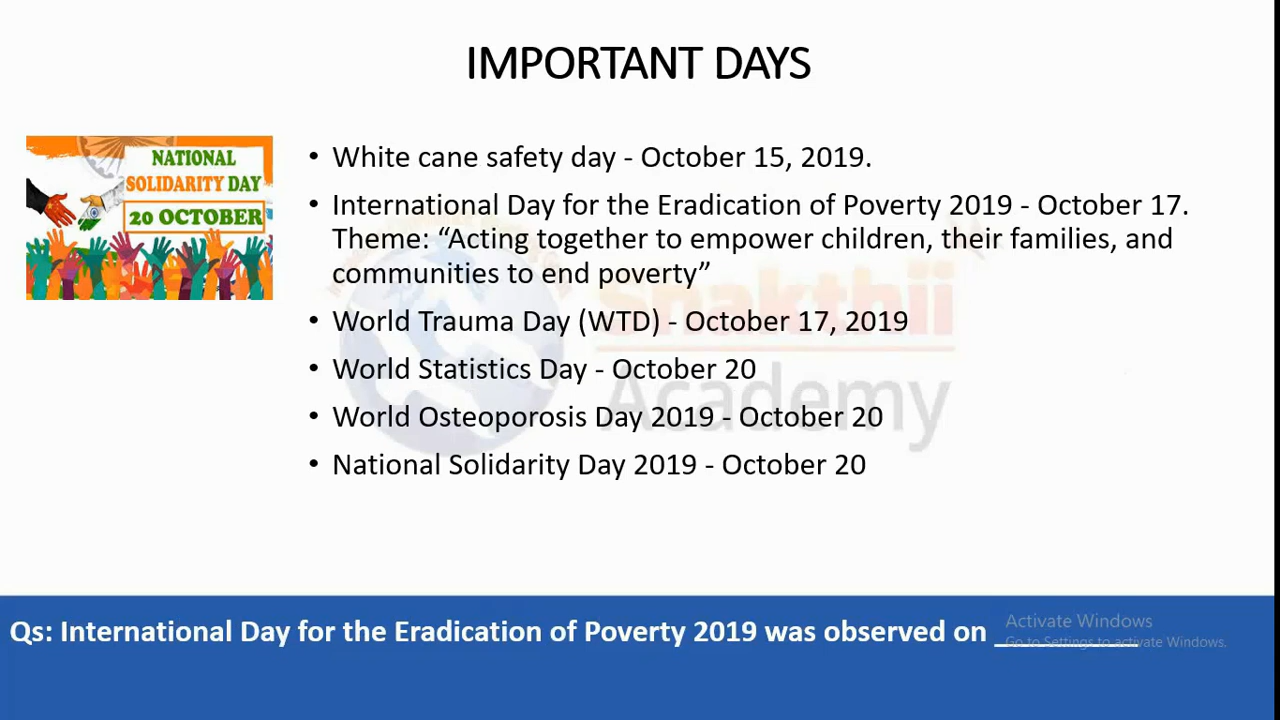 IMPORTANT DAYS
NATIONAL
SOLIDARITY DAY
20 OCTOBER
• White cane safety day - October 15, 2019.
• International Day for the Eradication of Poverty 2019 - October 17.
Theme: “Acting together to empower children, their families, and
communities to end poverty”
• World Trauma Day (WTD) - October 17, 2019
• World Statistics Day - October 20
• World Osteoporosis Day 2019 - October 20
• National Solidarity Day 2019 - October 20
Shakthii
Academy
Qs: International Day for the Eradication of Poverty 2019 was observed on __________
Activate Windows
Go to Settings to activate Windows.